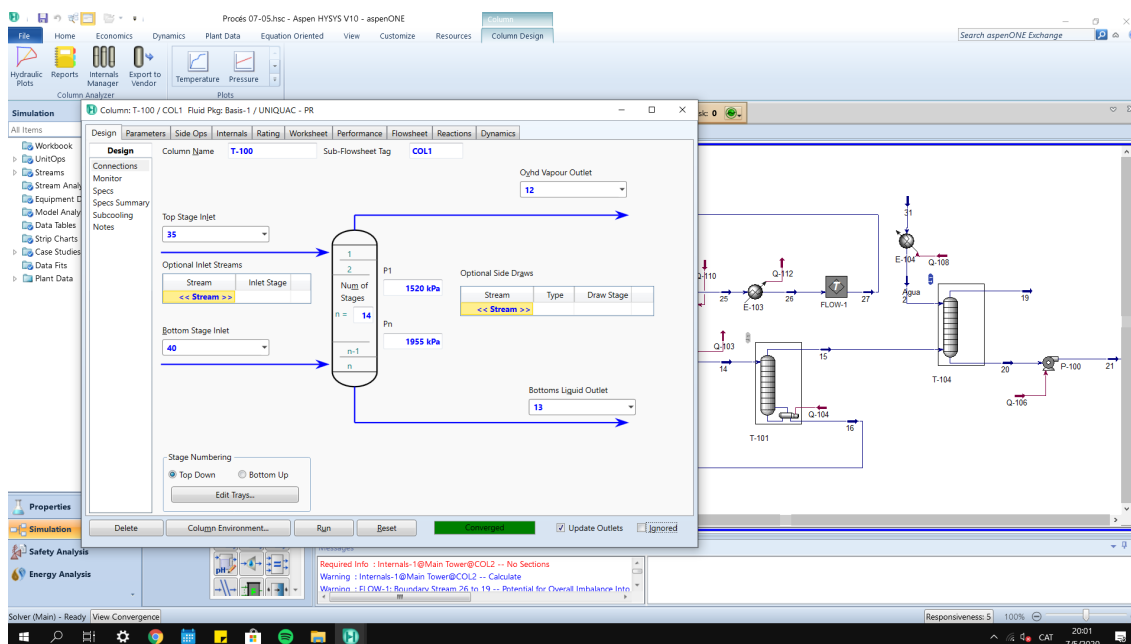 Procés 07-05.hsc - Aspen HYSYS V10 - aspenONE
Column
File Home Economics Dynamics Plant Data Equation Oriented View Customize Resources Column Design
Search aspenONE Exchange
Hydraulic Plots
Reports
Internals Manager
Export to Vendor
Temperature Pressure
Column Analyzer
Plots
Simulation
All Items
Workbook
UnitOps
Streams
Stream Analy
Equipment D
Model Analy
Data Tables
Strip Charts
Case Studies
Data Fits
Plant Data
Properties
Simulation
Safety Analysis
Energy Analysis
Column: T-100 / COL1 Fluid Pkg: Basis-1 / UNIQUAC - PR
Design Parameters Side Ops Internals Rating Worksheet Performance Flowsheet Reactions Dynamics
Design
Connections
Monitor
Specs
Specs Summary
Subcooling
Notes
Column Name T-100
Sub-Flowsheet Tag COL1
Ovhd Vapour Outlet
12
Top Stage Inlet
35
Optional Inlet Streams
Stream Inlet Stage
<< Stream >>
Bottom Stage Inlet
40
1
2
Num of
Stages
n = 14
n-1
n
P1
1520 kPa
Pn
1955 kPa
Optional Side Draws
Stream Type Draw Stage
<< Stream >>
Bottoms Liquid Outlet
13
Stage Numbering
Top Down Bottom Up
Edit Trays...
Delete Column Environment... Run Reset Converged Update Outlets Ignored
sk: 0
31
E-104
Q-108
Q-110
Q-112
25
E-103
26
FLOW-1
27
Agua
2
19
Q-103
14
15
T-104
20
P-100
21
Q-106
Q-104
T-101
16
Messages
Required Info : Internals-1@Main Tower@COL2 -- No Sections
Warning : Internals-1@Main Tower@COL2 -- Calculate
Warning : FLOW-1: Boundary Stream 26 to 19 -- Potential for Overall Imbalance Into
pH
Solver (Main) - Ready View Convergence
Responsiveness: 5 100%
CAT
20:01
7/5/2020